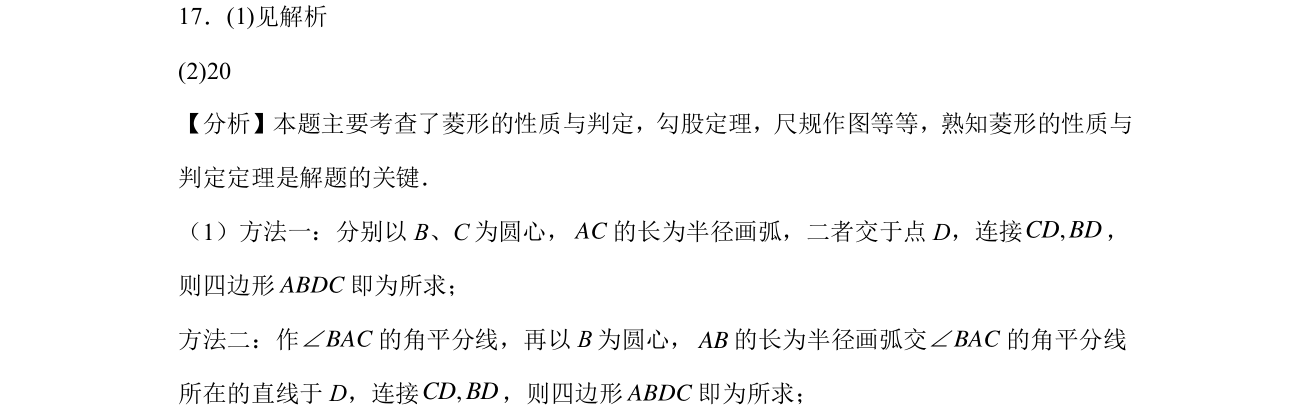 17．(1)见解析
(2)20
【分析】本题主要考查了菱形的性质与判定，勾股定理，尺规作图等等，熟知菱形的性质与
判定定理是解题的关键．
（1）方法一：分别以 B、C 为圆心， AC 的长为半径画弧，二者交于点 D，连接CD, BD ，
则四边形 ABDC 即为所求；
方法二：作∠BAC 的角平分线，再以 B 为圆心， AB 的长为半径画弧交∠BAC 的角平分线
所在的直线于 D，连接CD, BD ，则四边形 ABDC 即为所求；